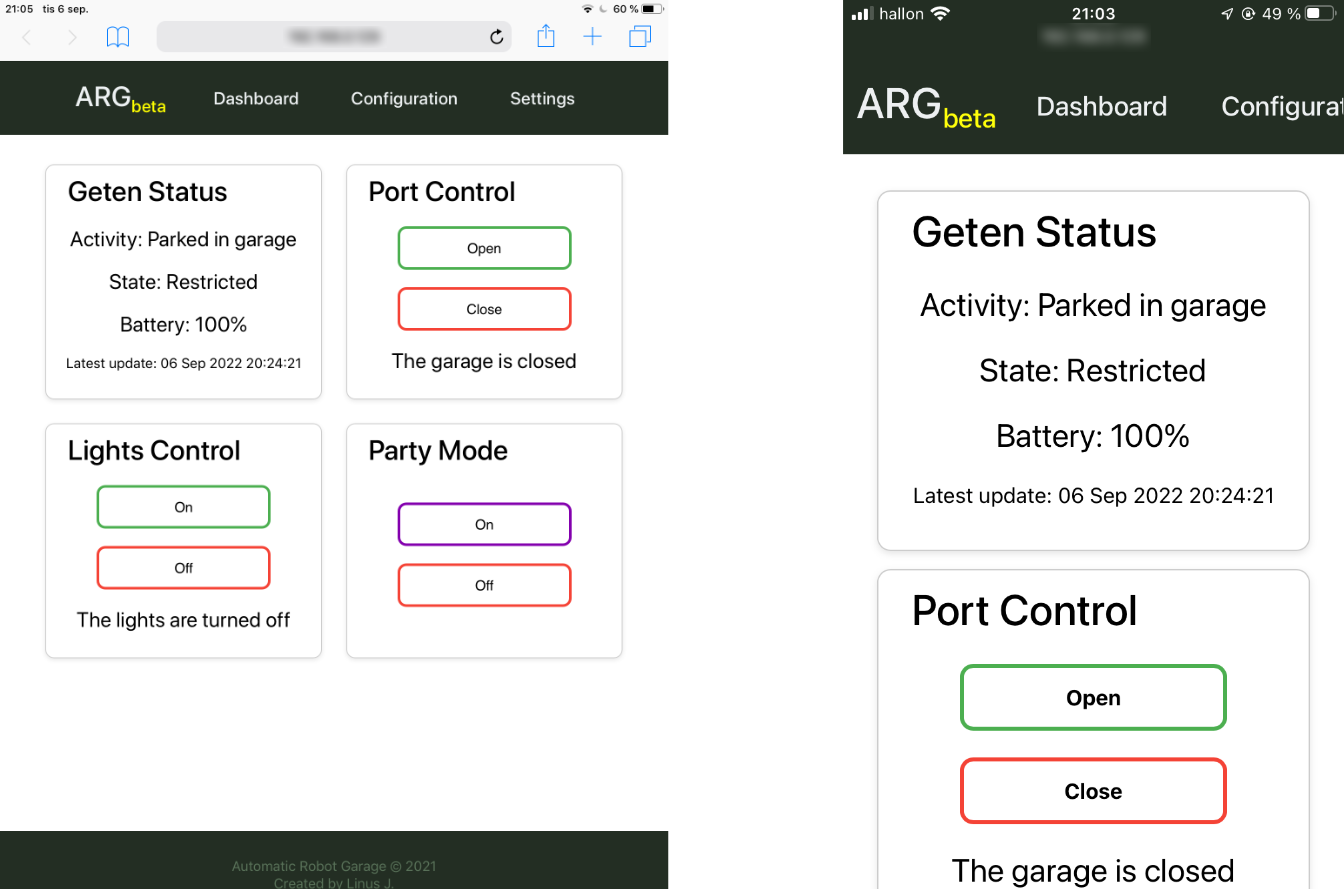 21:05 tis 6 sep.
60 %
ARG beta
Dashboard
Configuration
Settings
Geten Status
Activity: Parked in garage
State: Restricted
Battery: 100%
Latest update: 06 Sep 2022 20:24:21
Port Control
Open
Close
The garage is closed
Lights Control
On
Off
The lights are turned off
Party Mode
On
Off
Automatic Robot Garage © 2021
Created by Linus J.
hallon
21:03
49 %
ARG beta
Dashboard
Configurat
Geten Status
Activity: Parked in garage
State: Restricted
Battery: 100%
Latest update: 06 Sep 2022 20:24:21
Port Control
Open
Close
The garage is closed